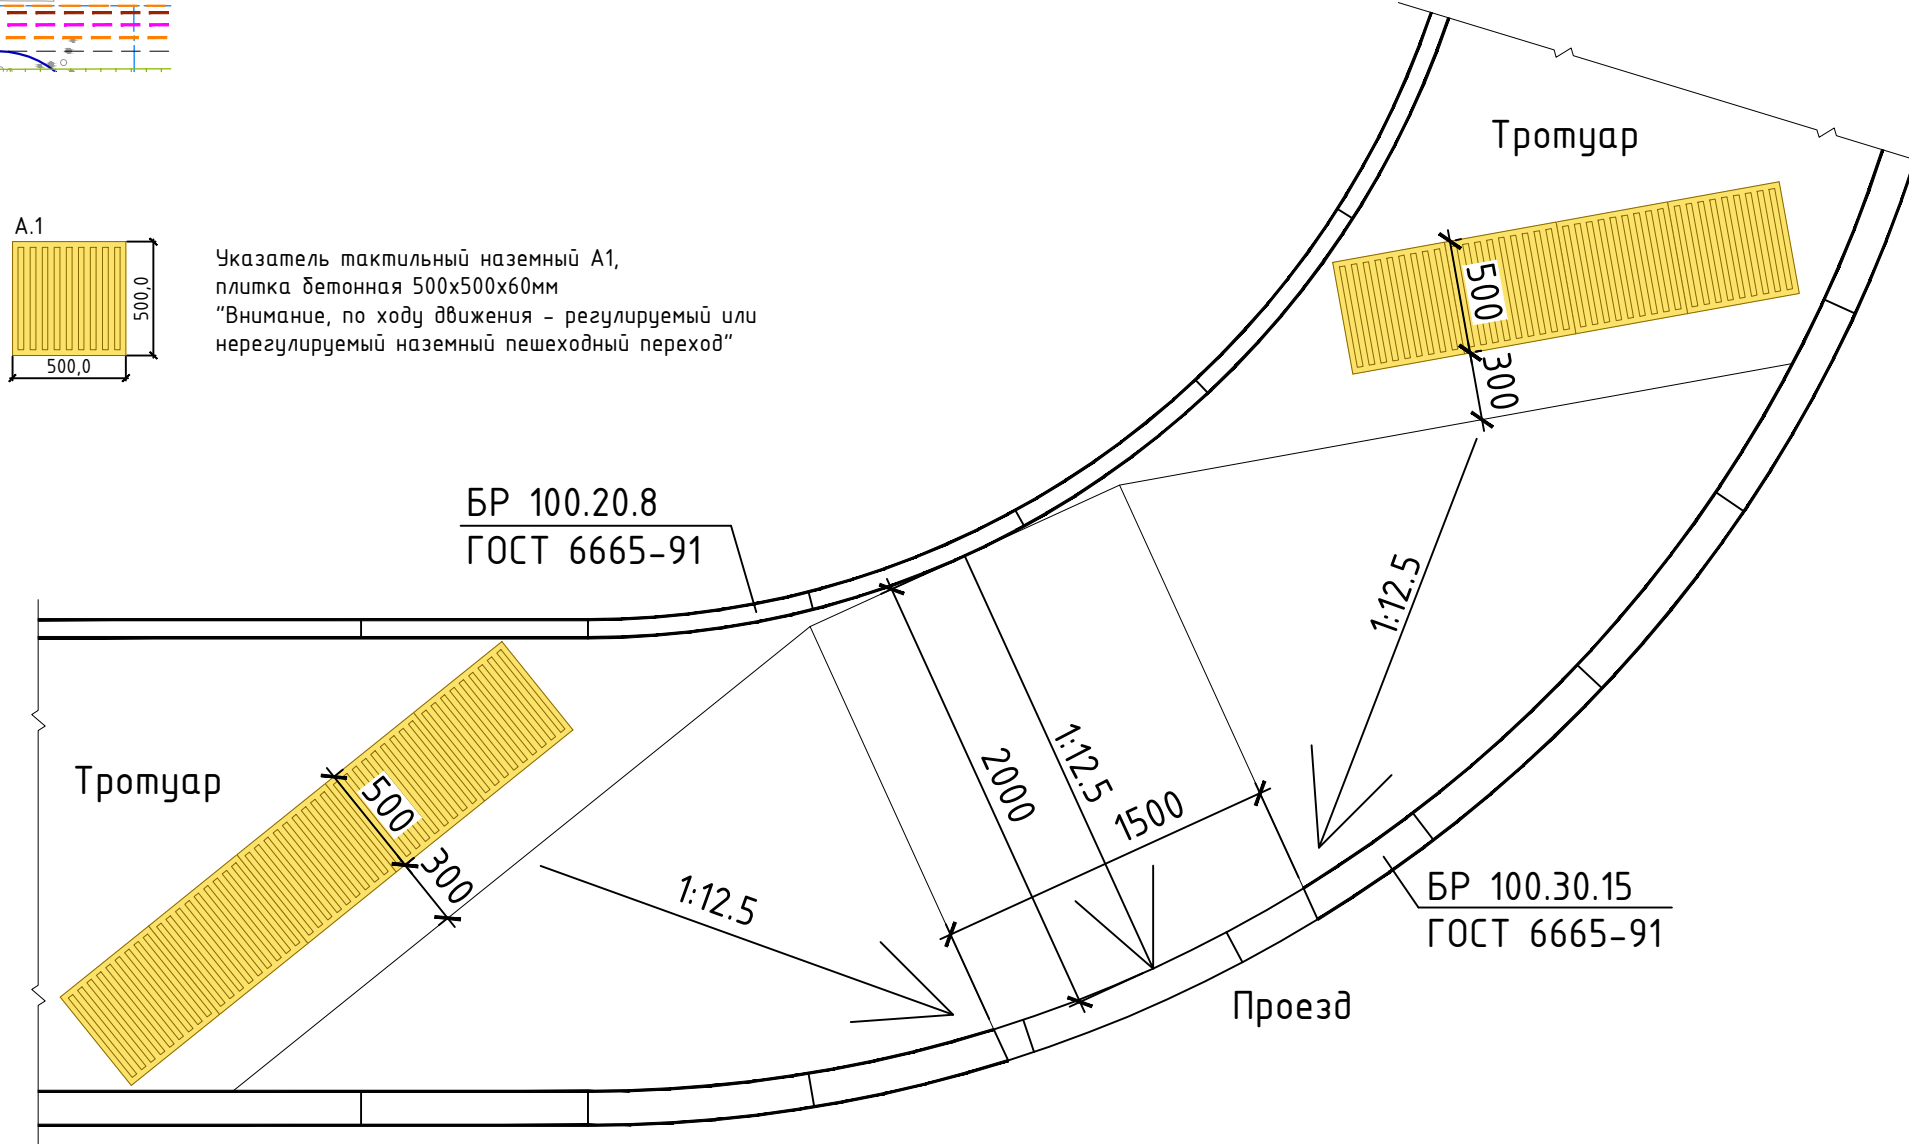 Тротуар
А.1
500,0
500,0
Указатель тактильный наземный А1,
плитка бетонная 500х500х60мм
"Внимание, по ходу движения - регулируемый или
нерегулируемый наземный пешеходный переход"
500
300
БР 100.20.8
ГОСТ 6665-91
1:12.5
Тротуар
500
300
1:12.5
2000
1:12.5
1500
БР 100.30.15
ГОСТ 6665-91
Проезд